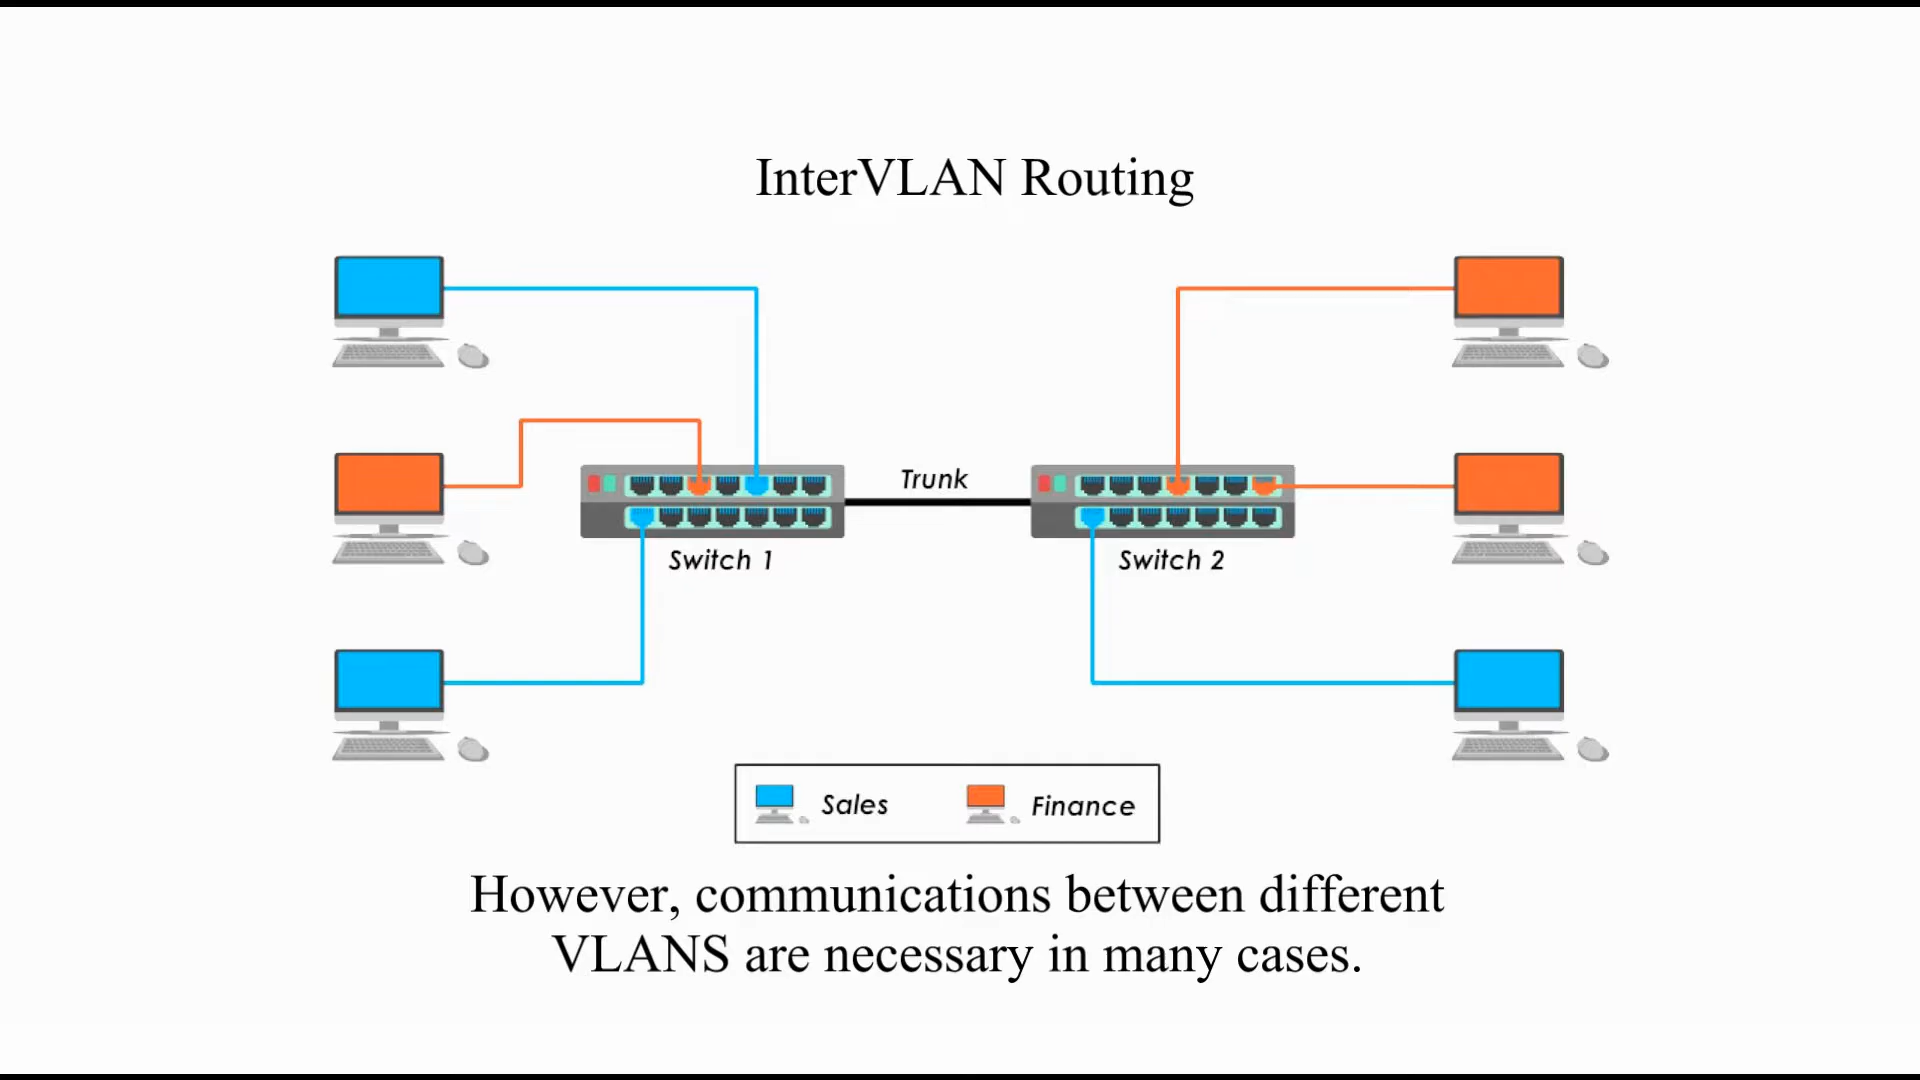 InterVLAN Routing
Trunk
Switch 1
Switch 2
Sales
Finance
However, communications between different
VLANS are necessary in many cases.